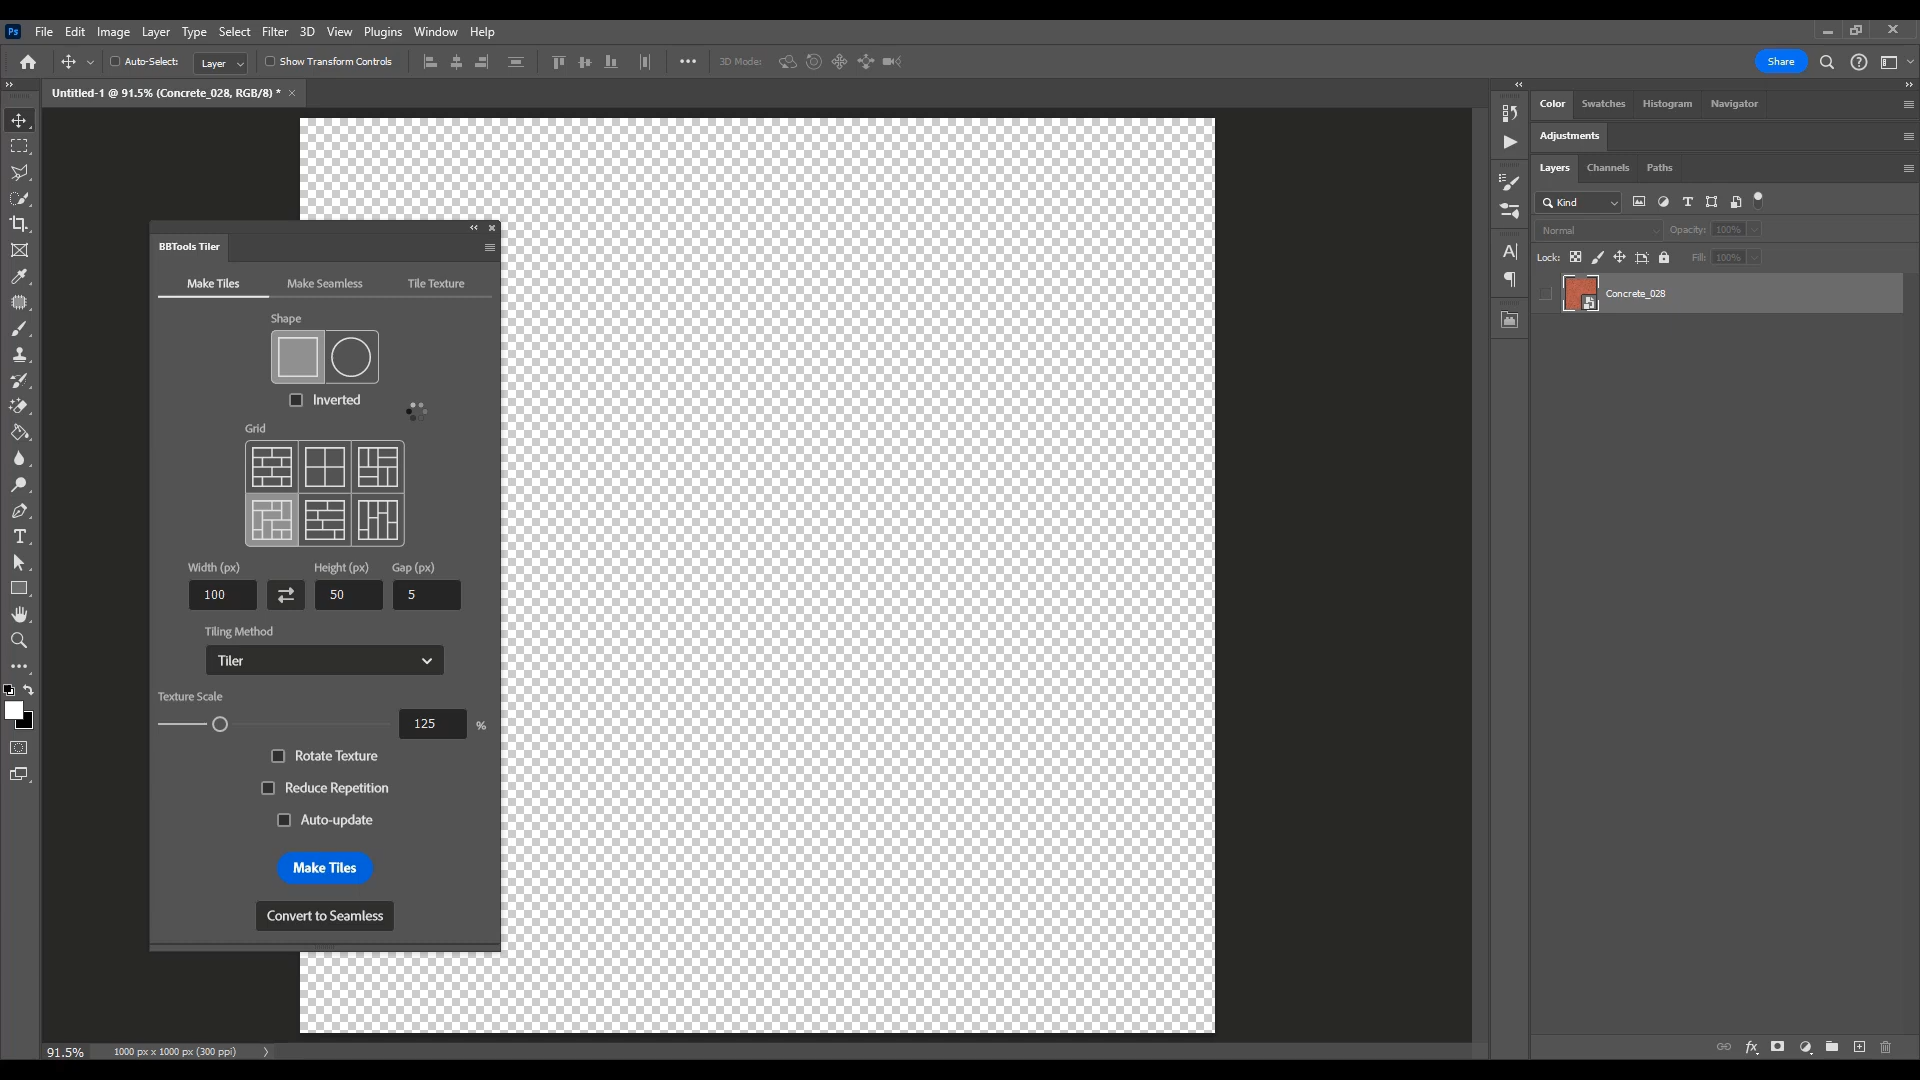 Ps File Edit Image Layer Type Select Filter 3D View Plugins Window Help
Auto-Select: Layer Show Transform Controls 3D Mode: Share
Untitled-1 @ 91.5% (Concrete_028, RGB/8) *
Color Swatches Histogram Navigator
Adjustments
Layers Channels Paths
Kind
Normal Opacity: 100%
Lock: Fill: 100%
Concrete_028
BBTools Tiler
Make Tiles Make Seamless Tile Texture
Shape
Inverted
Grid
Width (px) Height (px) Gap (px)
100 50 5
Tiling Method
Tiler
Texture Scale
125 %
Rotate Texture
Reduce Repetition
Auto-update
Make Tiles
Convert to Seamless
91.5% 1000 px x 1000 px (300 ppi)